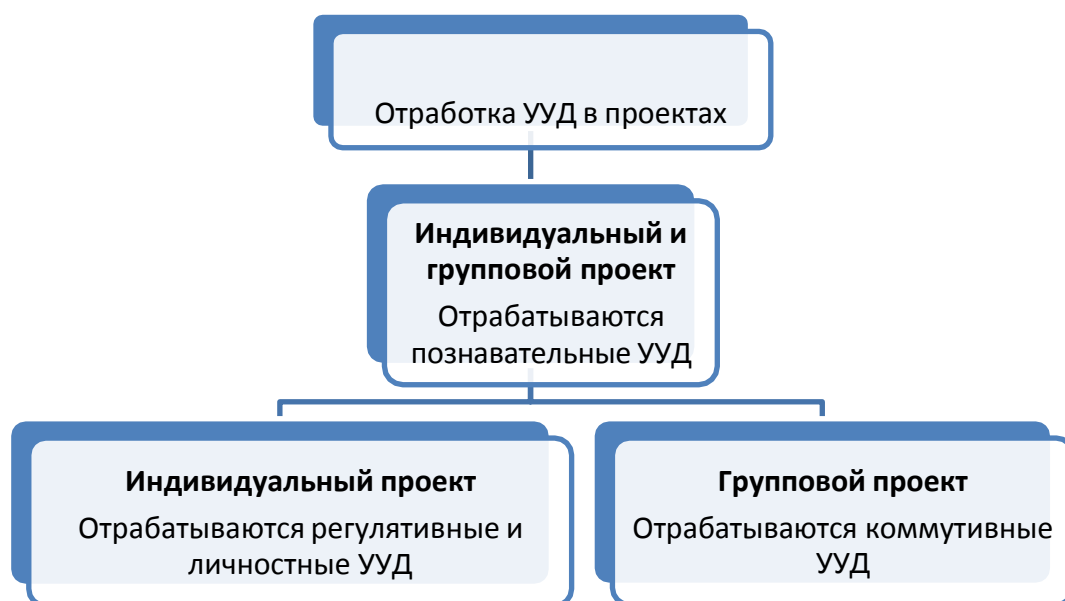 Отработка УУД в проектах
Индивидуальный и
групповой проект
Отрабатываются
познавательные УУД
Индивидуальный проект
Отрабатываются регулятивные и
личностные УУД
Групповой проект
Отрабатываются коммутивные
УУД